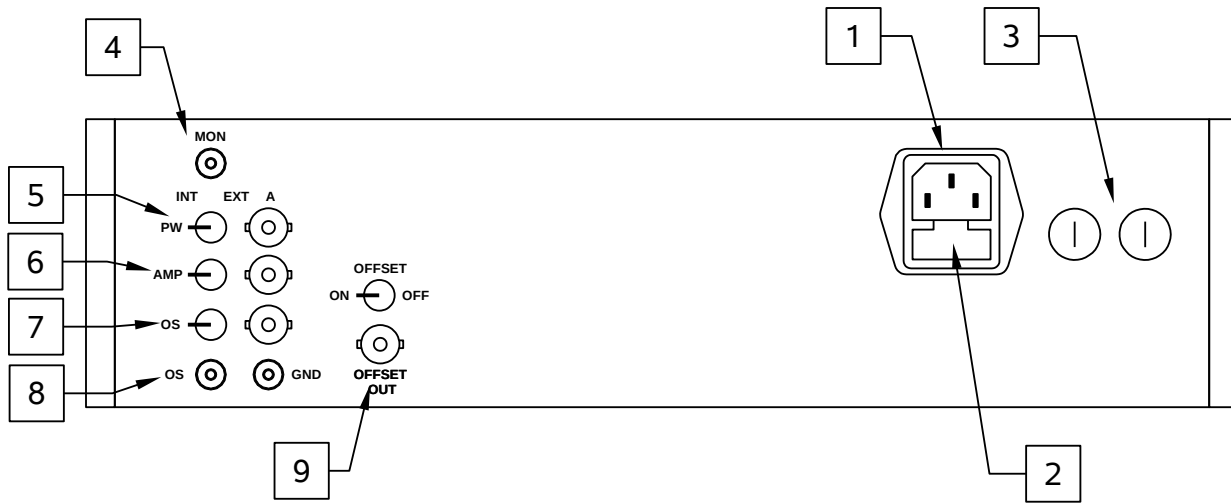 4
1
3
MON
5
INT EXT A
PW
6
AMP
OFFSET
ON OFF
7
OS
8
OS GND
OFFSET
OUT
9
2